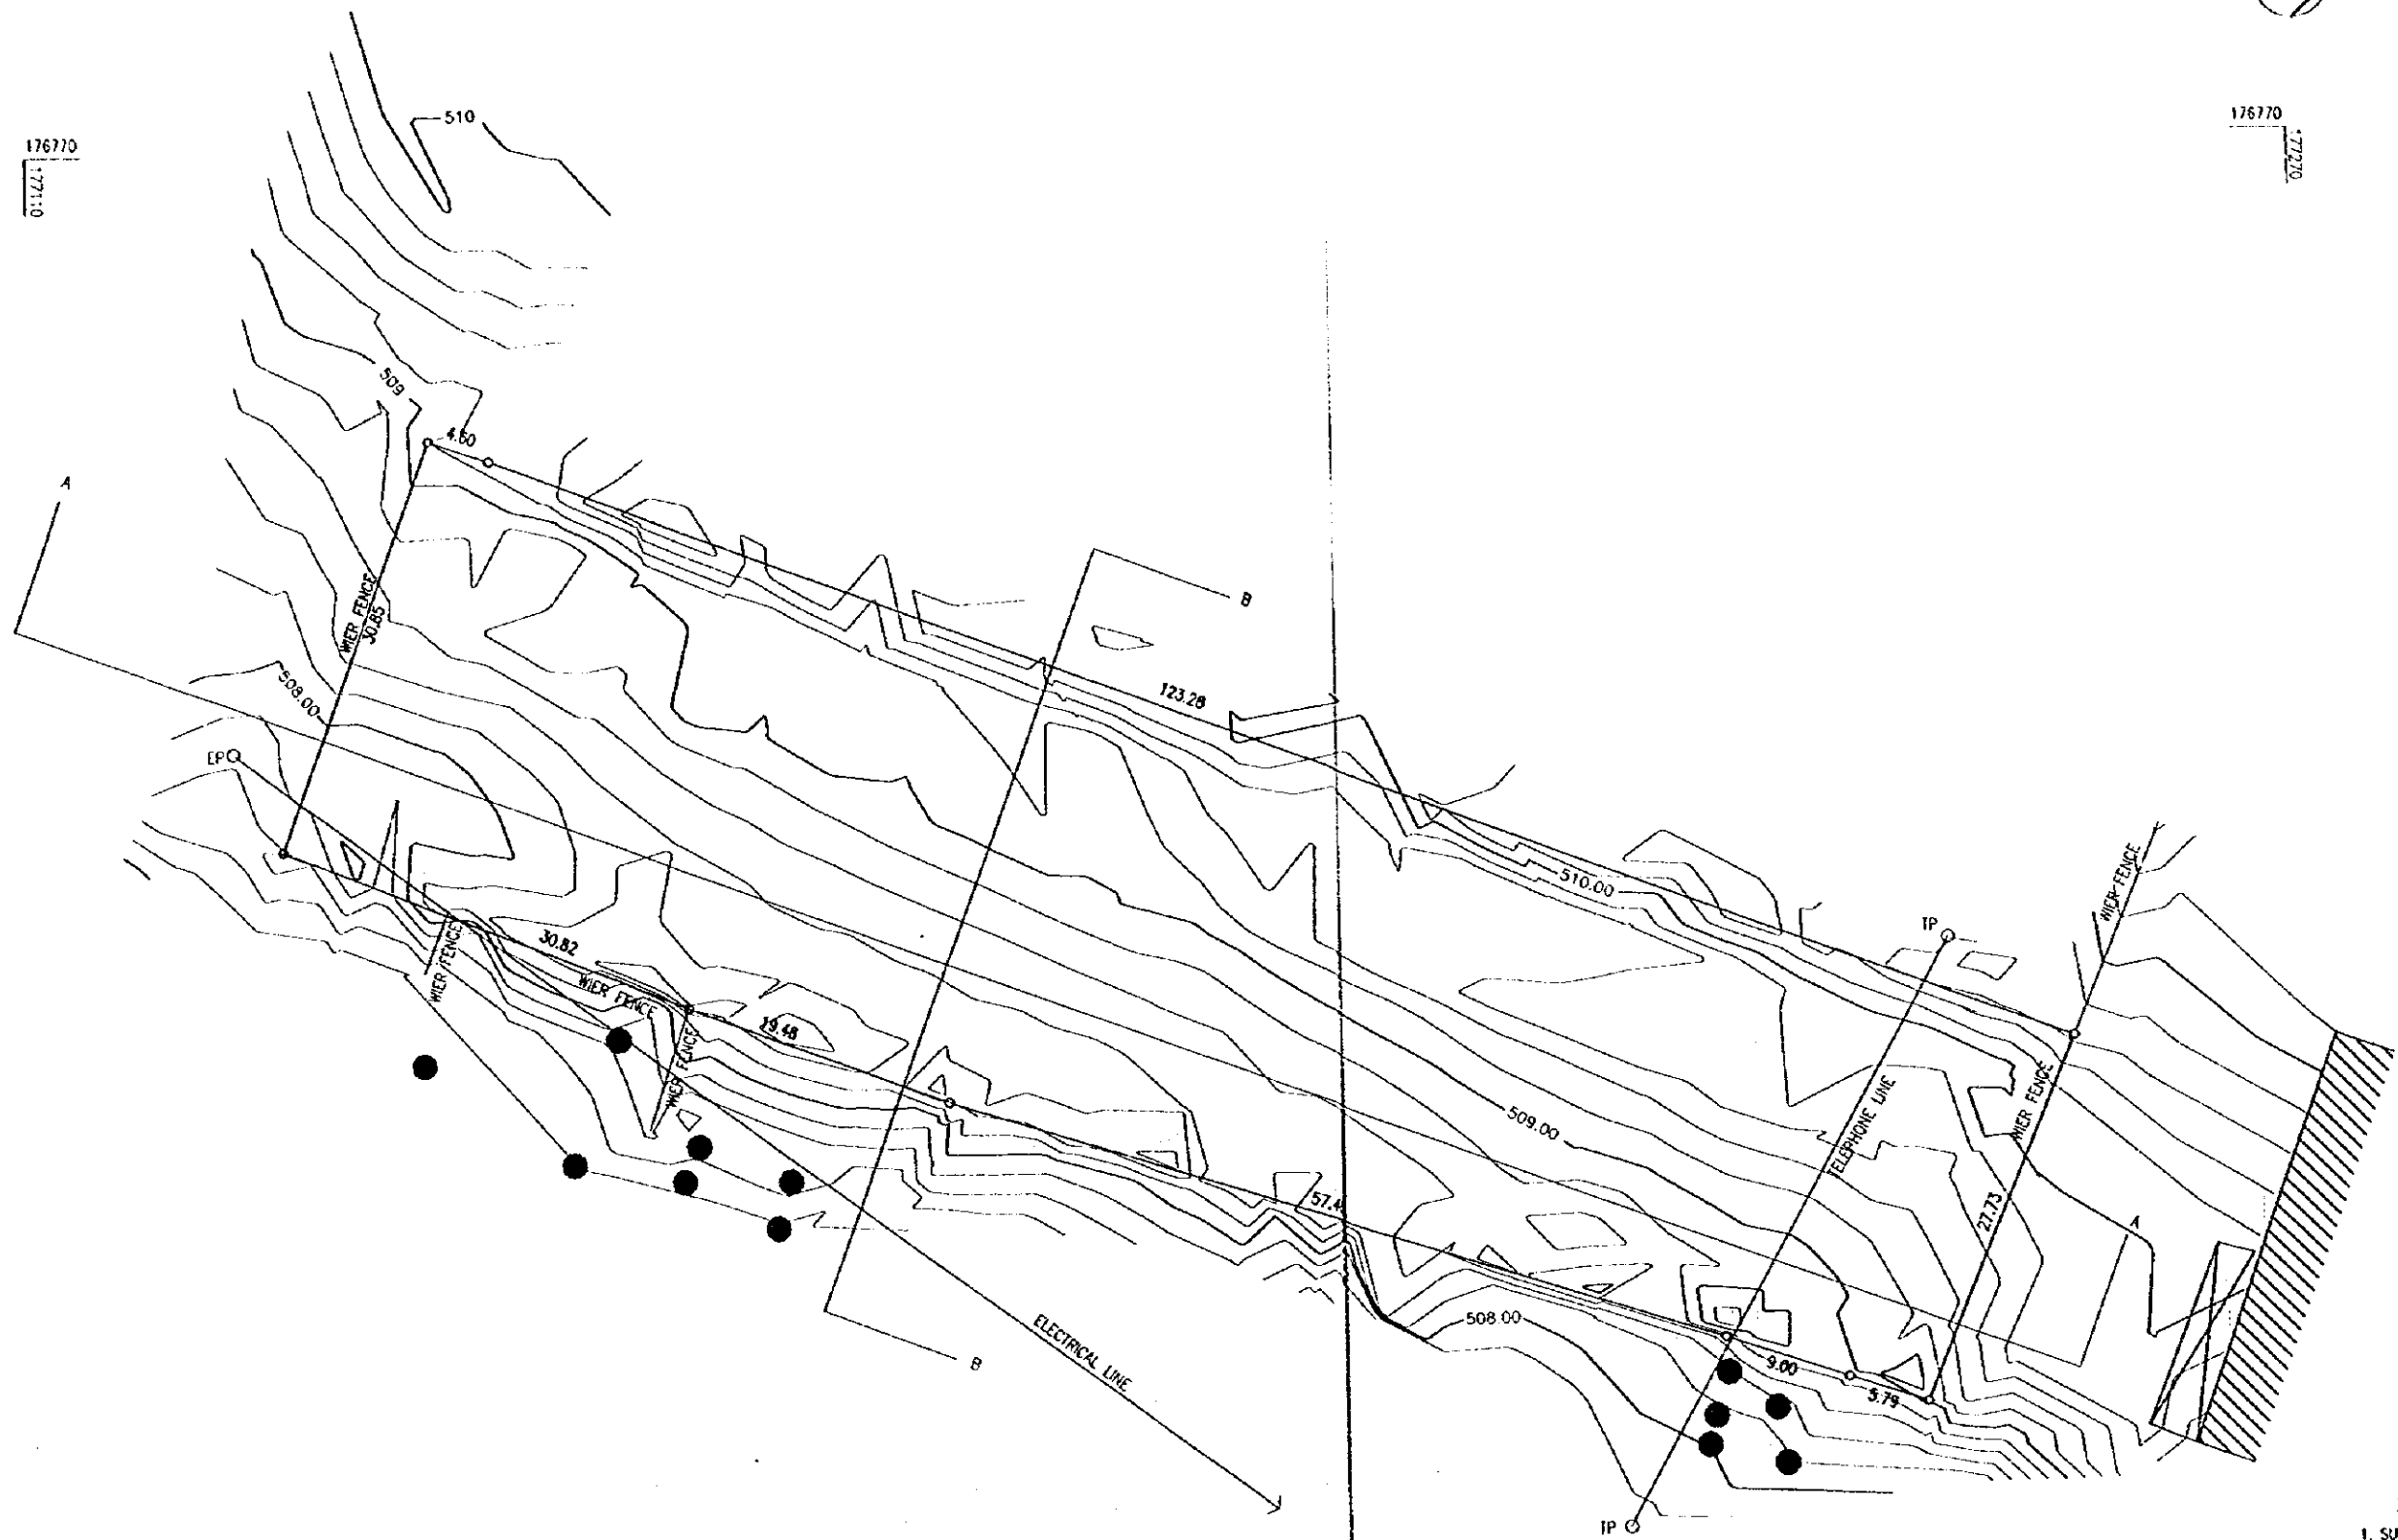 176770
177110
176770
177270
510
509
4.60
A
WIER FENCE
30.85
B
123.28
508.00
EP
510.00
WIER FENCE
TP
30.82
WIER FENCE
WIER FENCE
19.48
WIER FENCE
509.00
TELEPHONE LINE
WIER FENCE
27.73
57.4
A
508.00
ELECTRICAL LINE
B
9.00
5.79
TP
1. SU